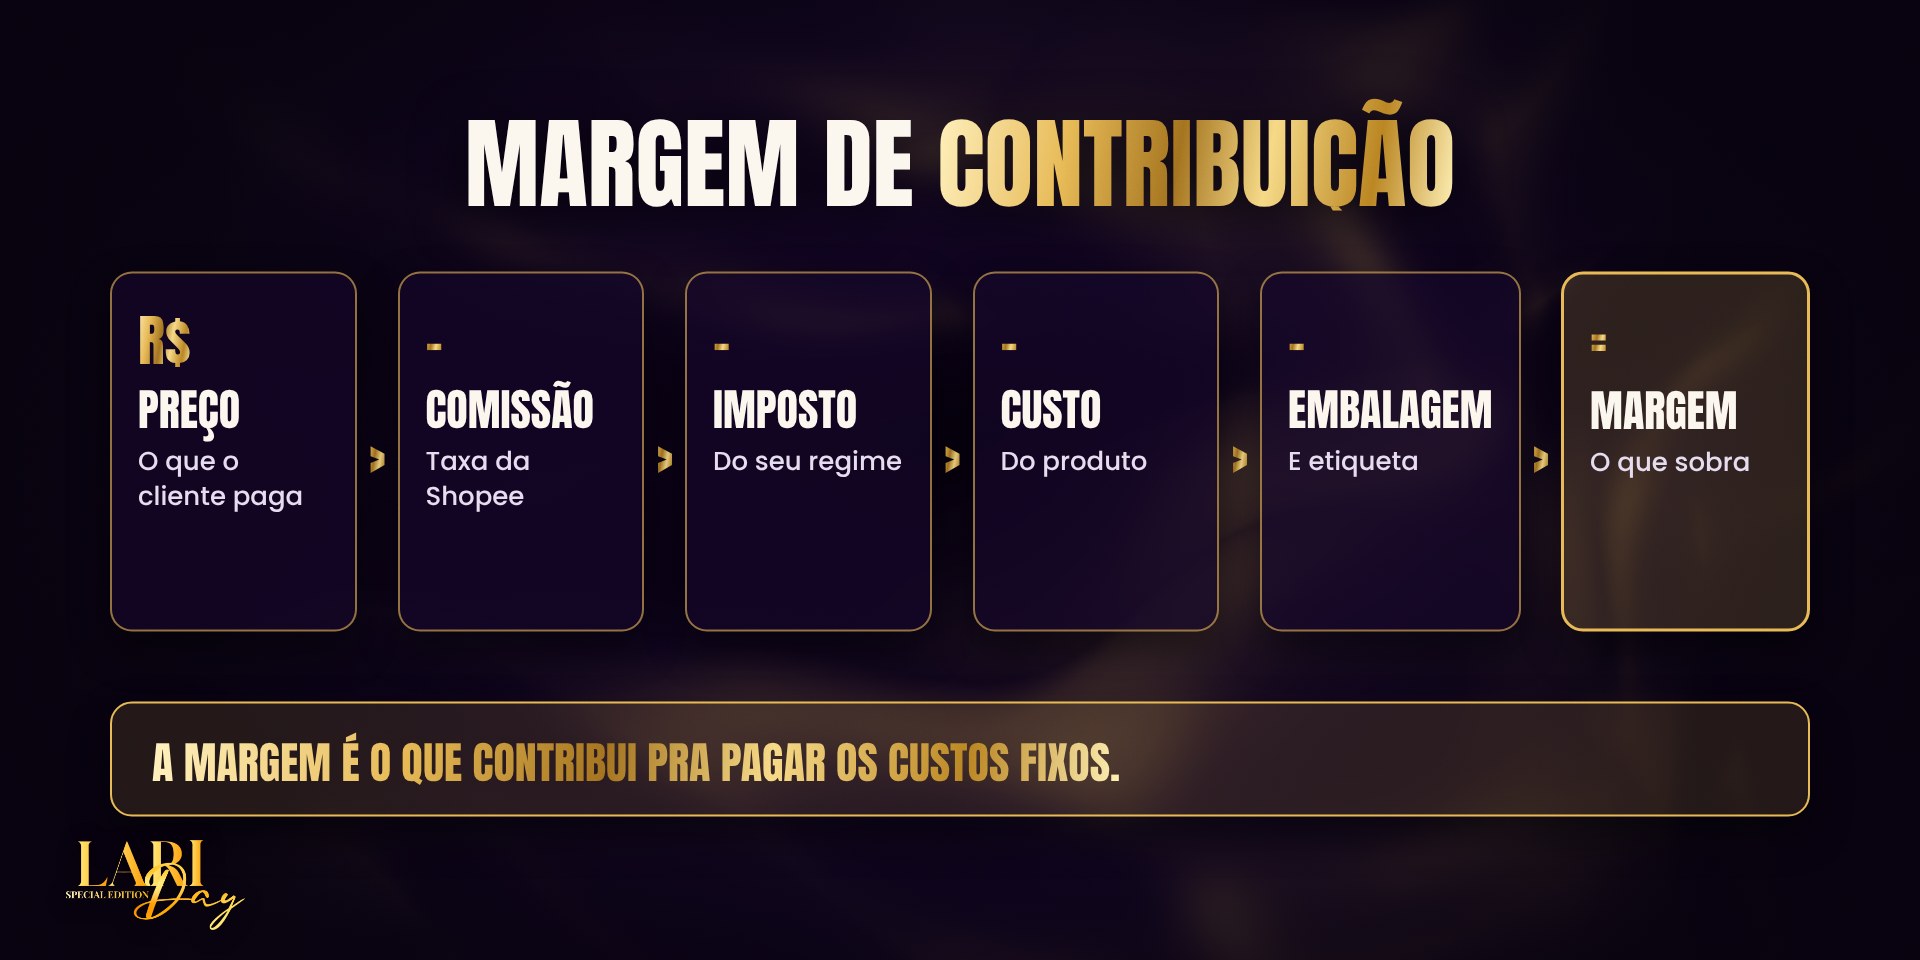 MARGEM DE CONTRIBUIÇÃO
R$
PREÇO
O que o
cliente paga
>
-
COMISSÃO
Taxa da
Shopee
>
-
IMPOSTO
Do seu regime
>
-
CUSTO
Do produto
>
-
EMBALAGEM
E etiqueta
>
=
MARGEM
O que sobra
A MARGEM É O QUE CONTRIBUI PRA PAGAR OS CUSTOS FIXOS.
LABI
SPECIAL EDITION
Day